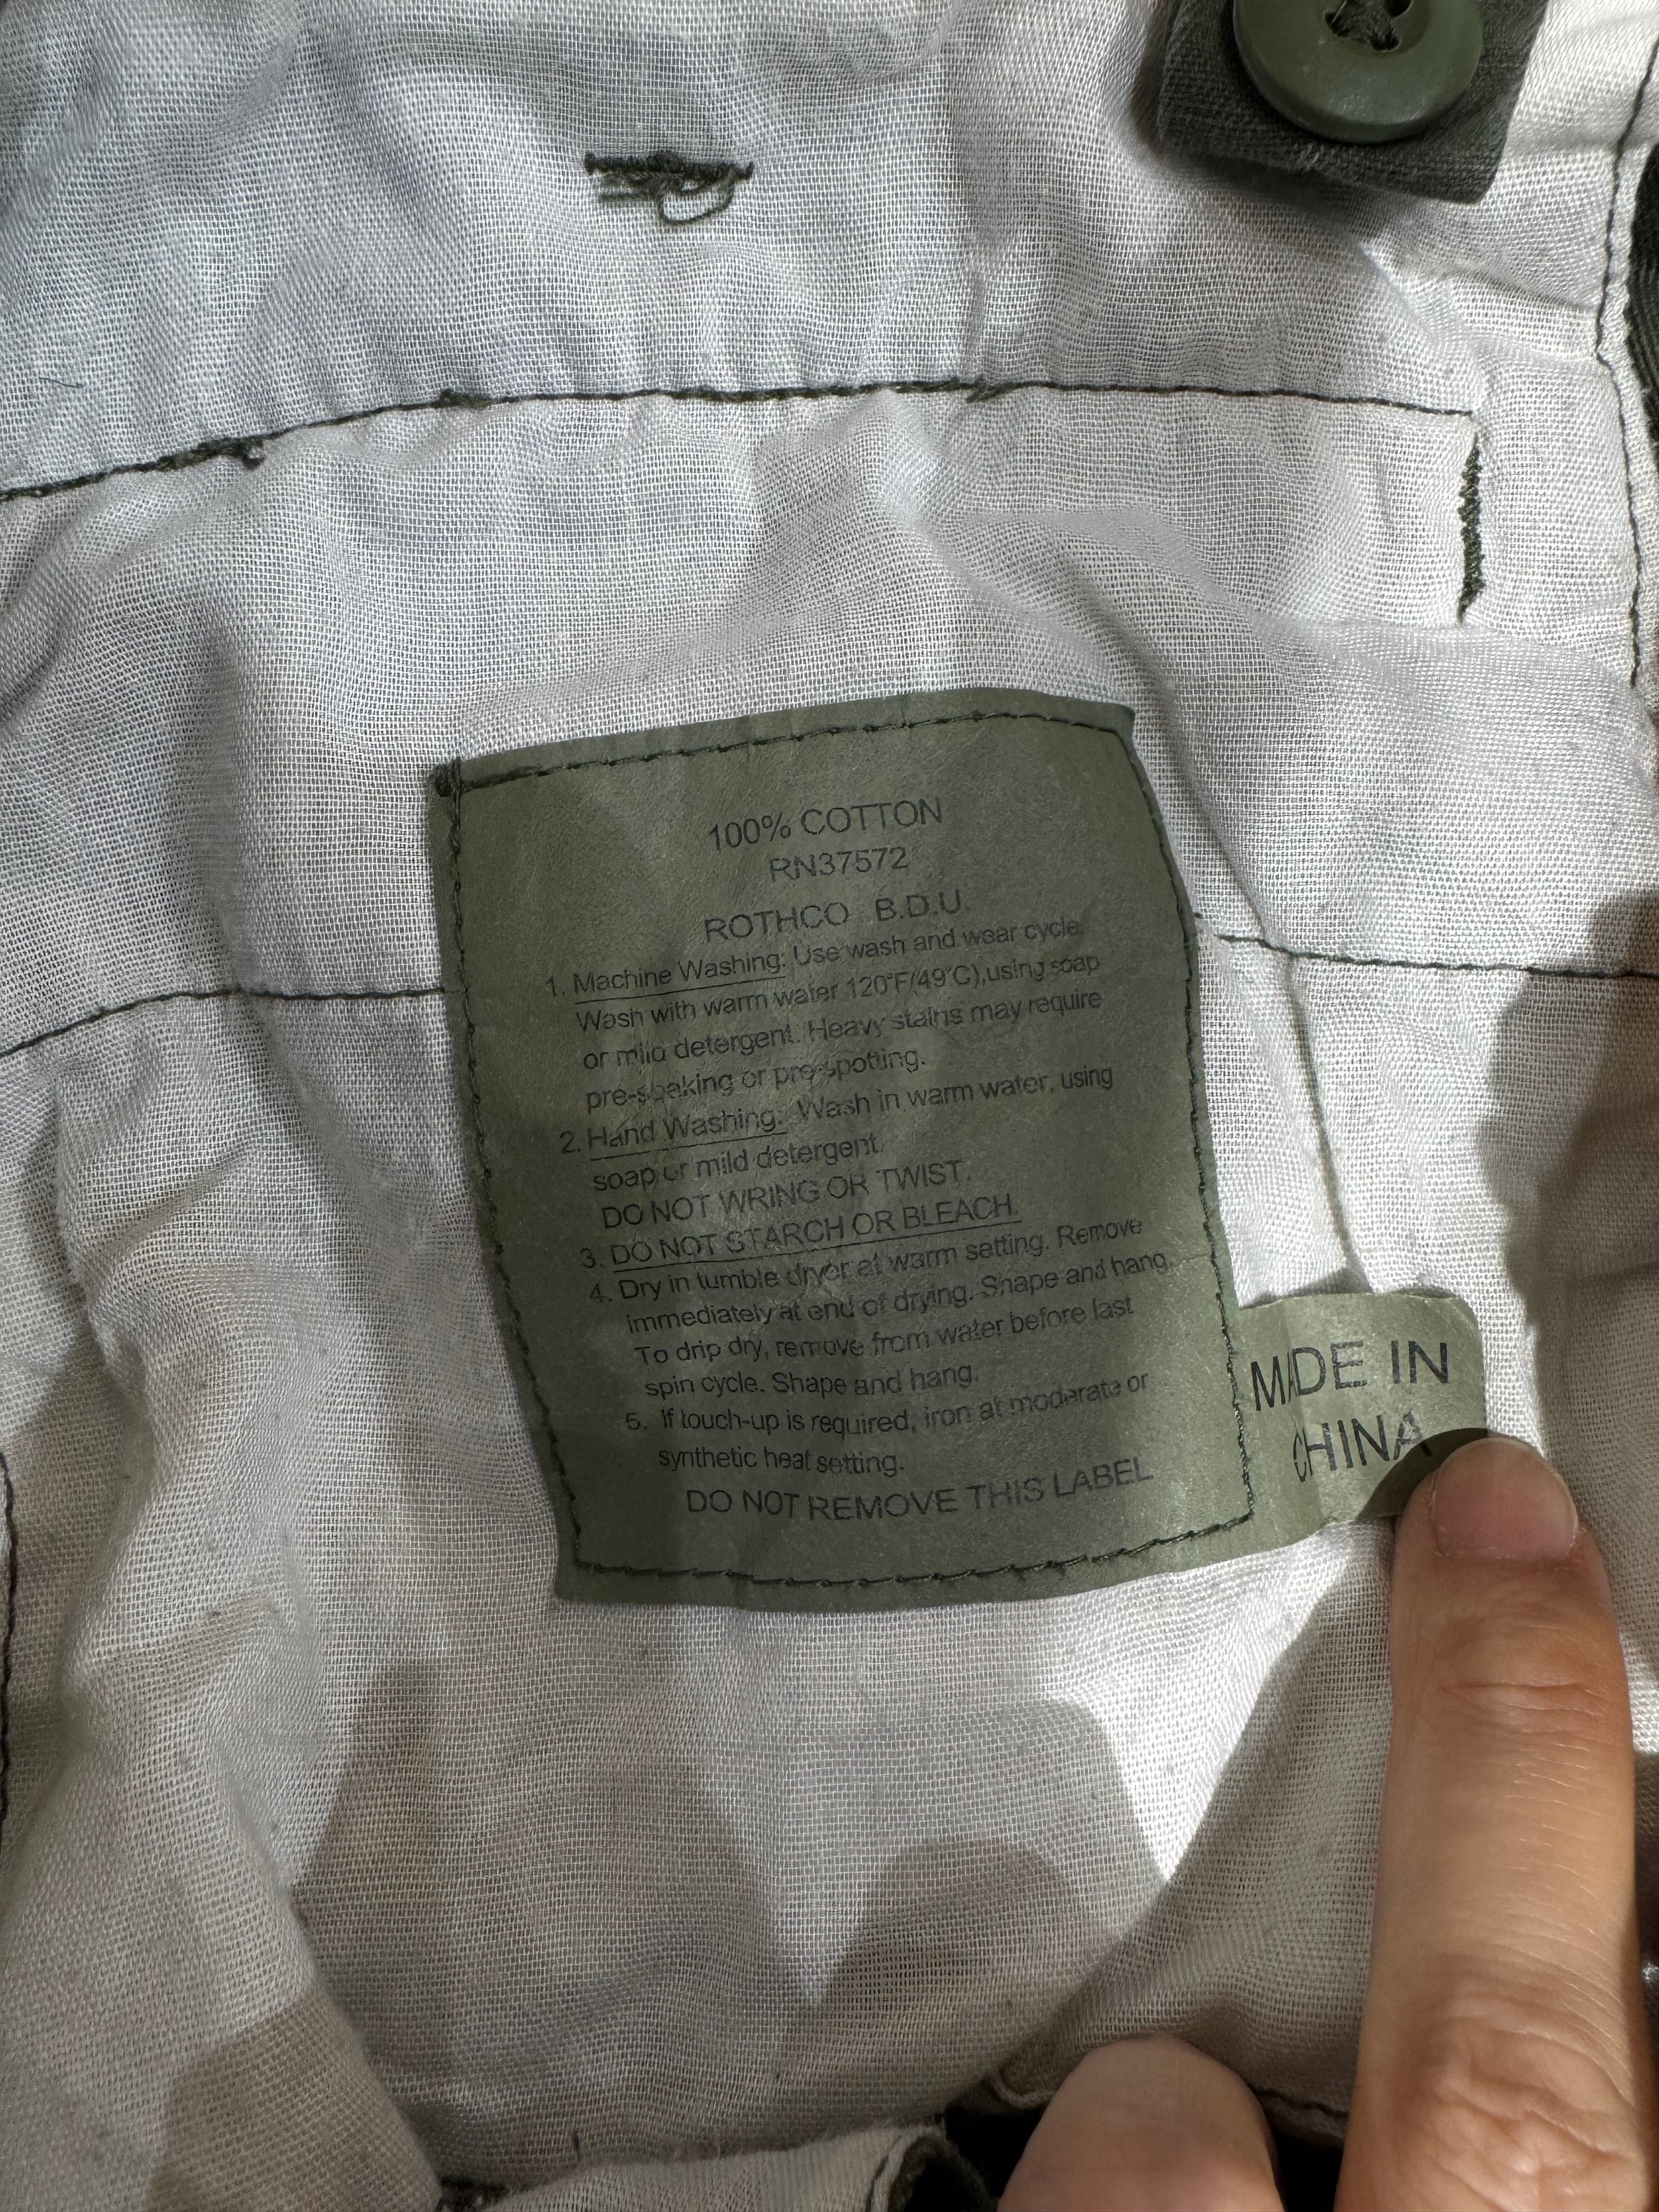 100% COTTON
RN37572
ROTHCO B.D.U.
1. Machine Washing: Use wash and wear cycle.
Wash with warm water 120°F/(49°C),using soap
or mild detergent. Heavy stains may require
pre-soaking or pre-spotting.
2. Hand Washing: Wash in warm water, using
soap or mild detergent.
DO NOT WRING OR TWIST.
3. DO NOT STARCH OR BLEACH.
4. Dry in tumble dryer at warm setting. Remove
immediately at end of drying. Shape and hang.
To drip dry, remove from water before last
spin cycle. Shape and hang.
5. If touch-up is required, iron at moderate or
synthetic heat setting.
DO NOT REMOVE THIS LABEL
MADE IN
CHINA